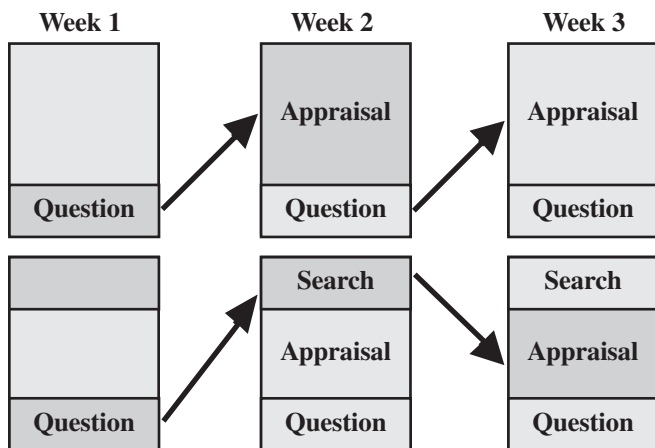 Week 1 Week 2 Week 3
Appraisal Appraisal
Question Question Question
Search Search
Appraisal Appraisal
Question Question Question